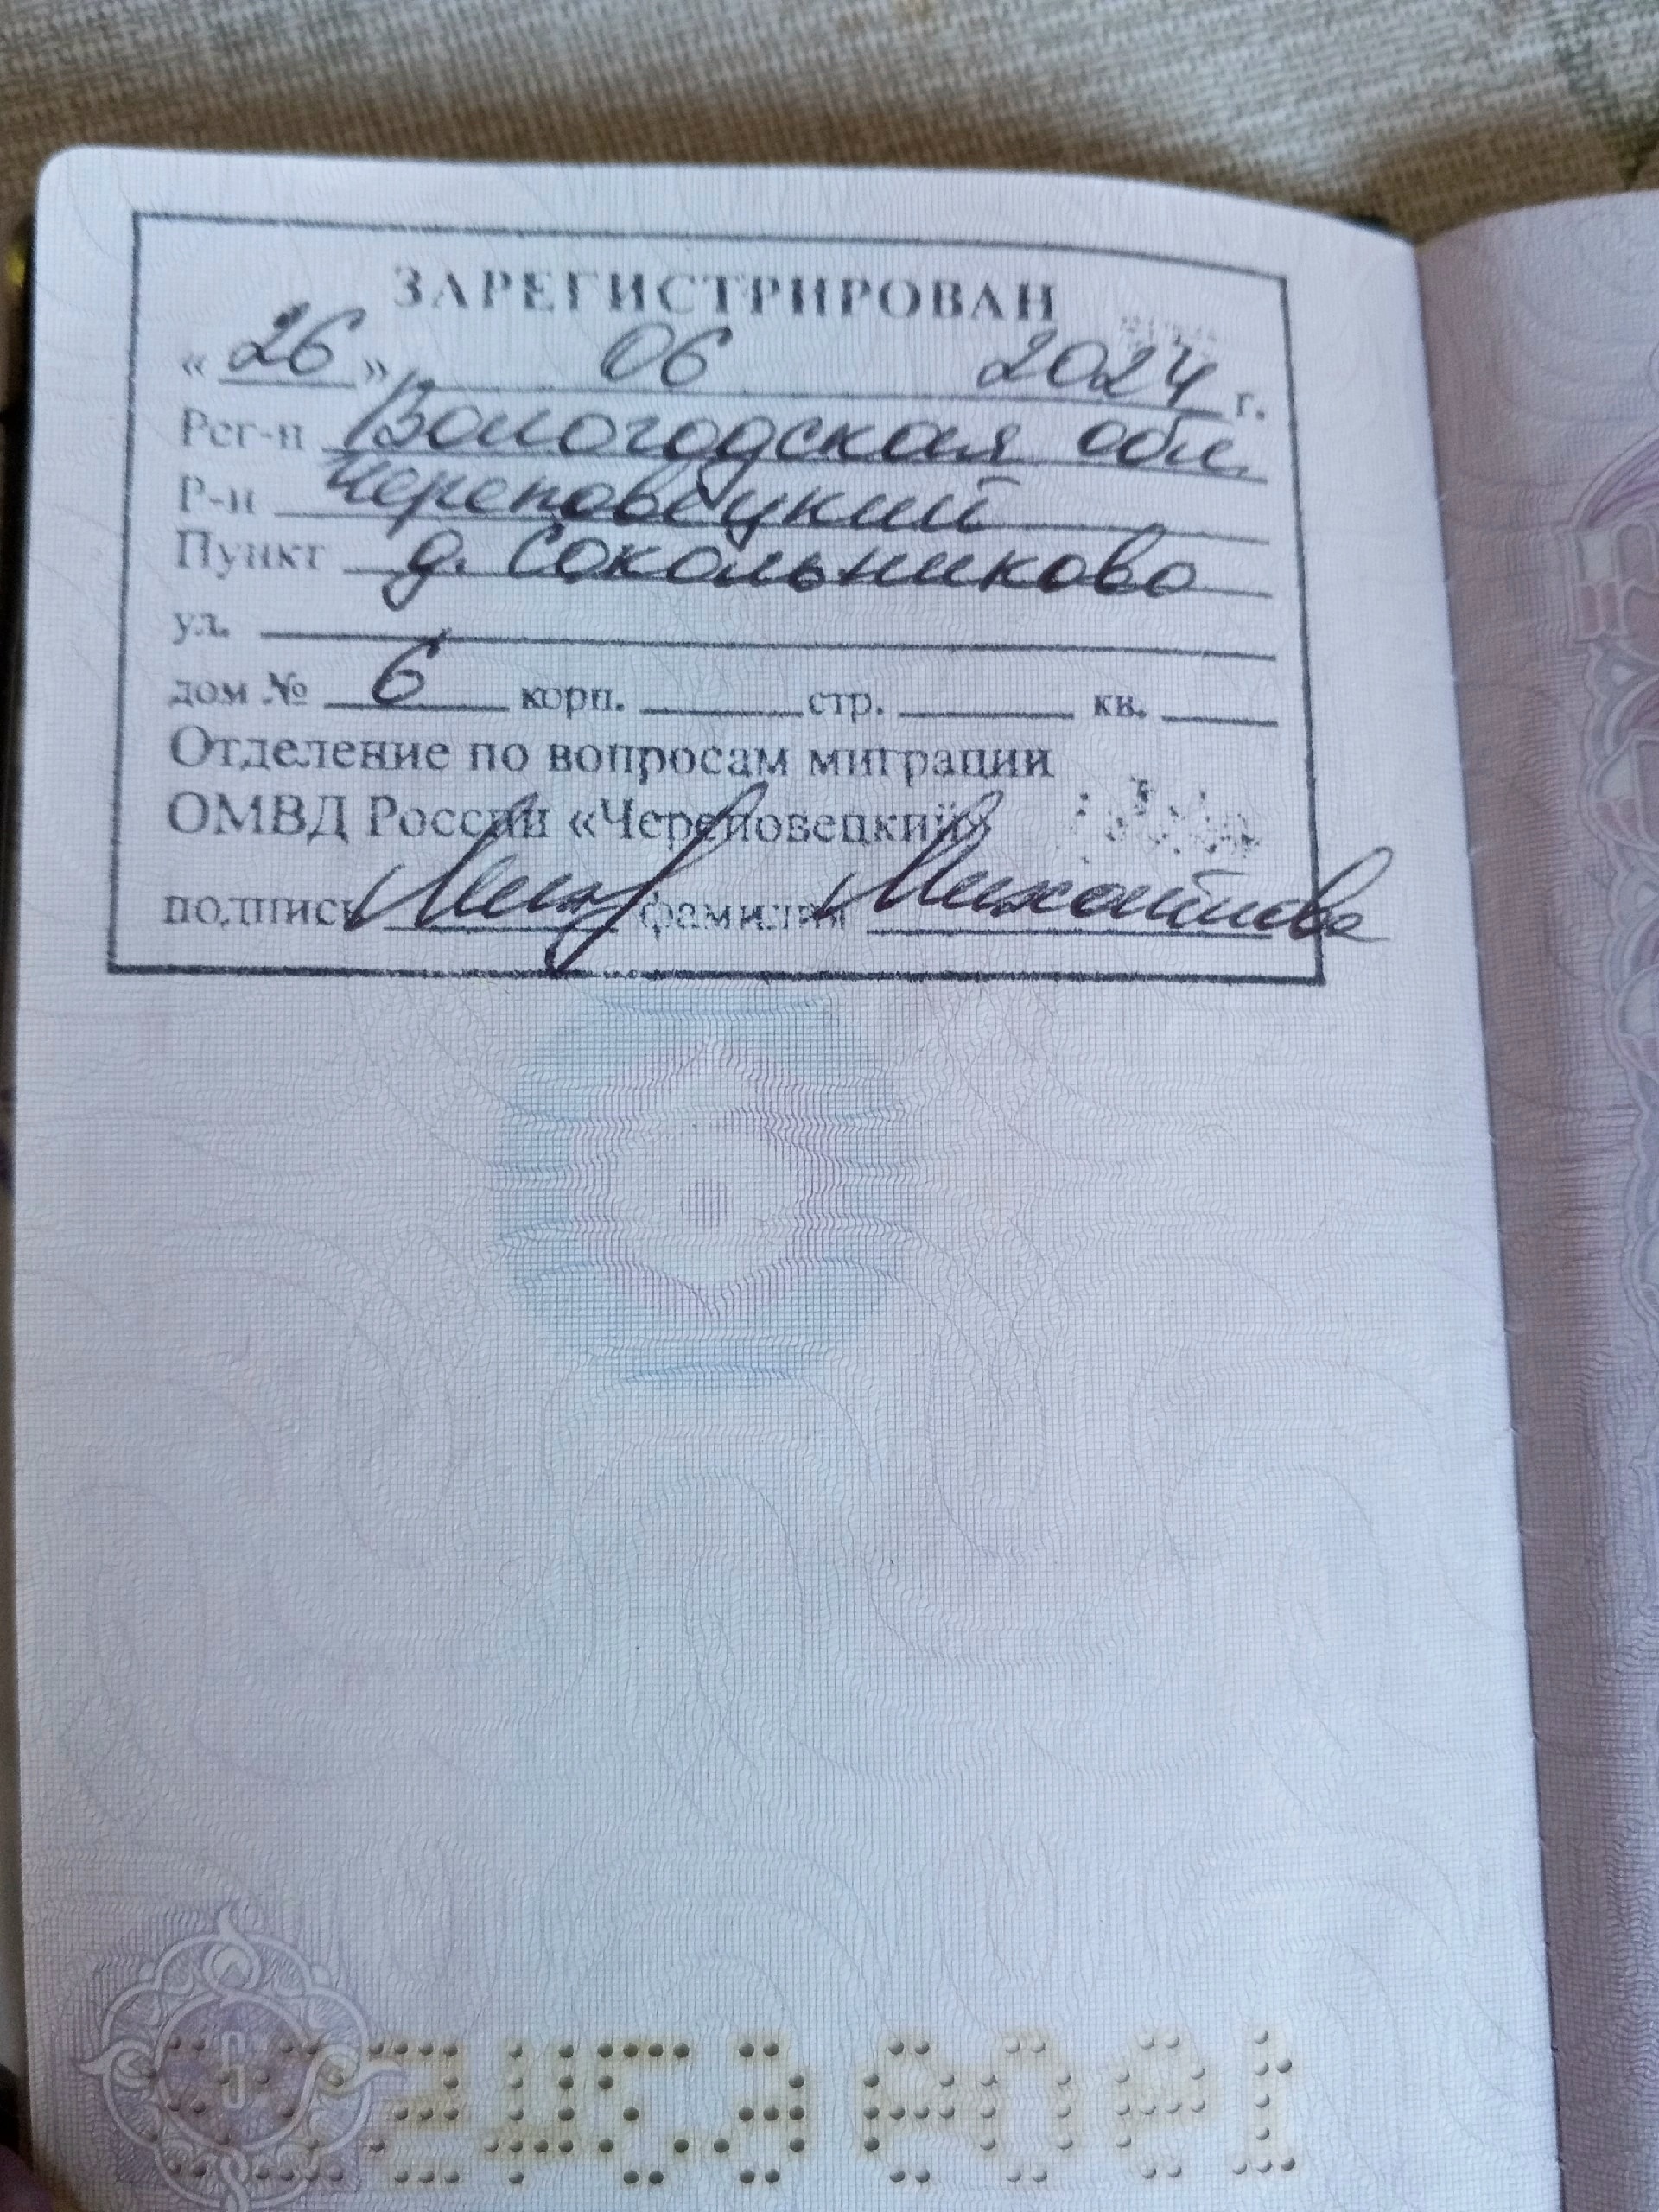 ЗАРЕГИСТРИРОВАН
« 26 » 06 2024 г.
Рег-н Вологодская обл.
Р-н Череповецкий
Пункт д. Сокольниково
ул.
дом № 6 корп. стр. кв.
Отделение по вопросам миграции
ОМВД России «Череповецкий»
подпись фамилия Михайлова